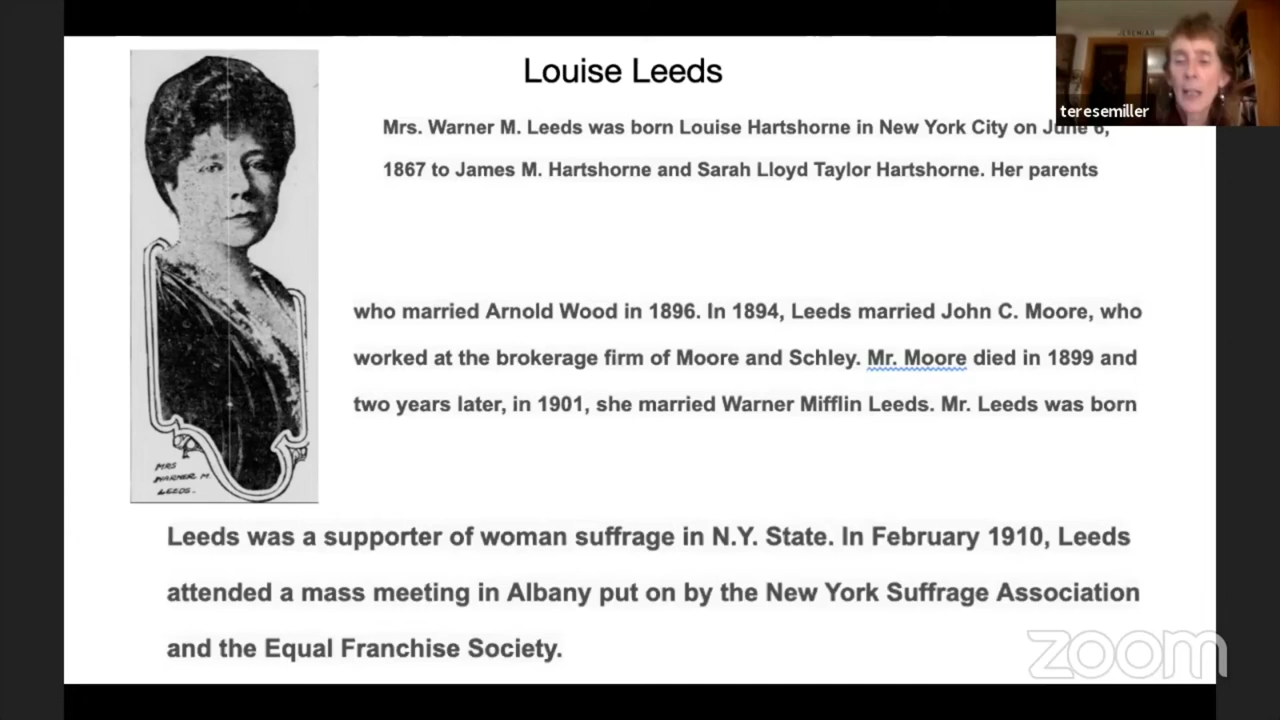 Louise Leeds
JEREMIAH
teresemiller
Mrs. Warner M. Leeds was born Louise Hartshorne in New York City on June 6,
1867 to James M. Hartshorne and Sarah Lloyd Taylor Hartshorne. Her parents
who married Arnold Wood in 1896. In 1894, Leeds married John C. Moore, who
worked at the brokerage firm of Moore and Schley. Mr. Moore died in 1899 and
two years later, in 1901, she married Warner Mifflin Leeds. Mr. Leeds was born
MRS
WARNER M.
LEEDS.
Leeds was a supporter of woman suffrage in N.Y. State. In February 1910, Leeds
attended a mass meeting in Albany put on by the New York Suffrage Association
and the Equal Franchise Society.
zoom